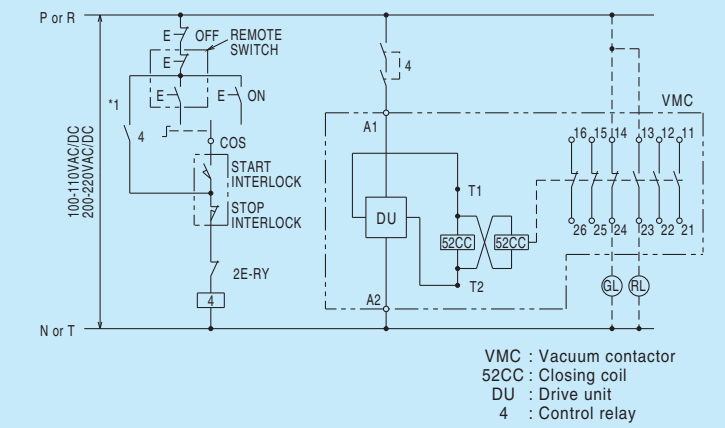 P or R
E OFF REMOTE
SWITCH
E
E E ON
*1
4
4
COS
START
INTERLOCK
STOP
INTERLOCK
2E-RY
4
100-110VAC/DC
200-220VAC/DC
N or T
VMC
A1
T1
DU
52CC 52CC
T2
A2
16 15 14 13 12 11
26 25 24 23 22 21
GL RL
VMC : Vacuum contactor
52CC : Closing coil
DU : Drive unit
4 : Control relay